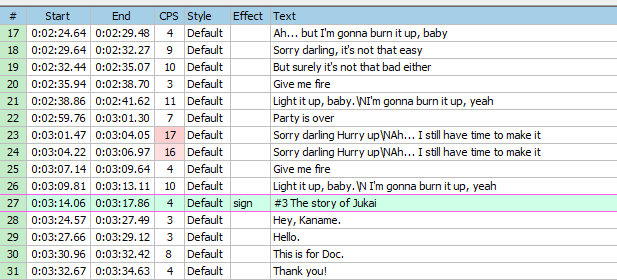 # Start End CPS Style Effect Text
17 0:02:24.64 0:02:29.48 4 Default Ah... but I'm gonna burn it up, baby
18 0:02:29.64 0:02:32.27 9 Default Sorry darling, it's not that easy
19 0:02:32.44 0:02:35.07 10 Default But surely it's not that bad either
20 0:02:35.94 0:02:38.70 3 Default Give me fire
21 0:02:38.86 0:02:41.62 11 Default Light it up, baby.\NI'm gonna burn it up, yeah
22 0:02:59.76 0:03:01.30 7 Default Party is over
23 0:03:01.47 0:03:04.05 17 Default Sorry darling Hurry up\NAh... I still have time to make it
24 0:03:04.22 0:03:06.97 16 Default Sorry darling Hurry up\NAh... I still have time to make it
25 0:03:07.14 0:03:09.64 4 Default Give me fire
26 0:03:09.81 0:03:13.11 10 Default Light it up, baby.\N I'm gonna burn it up, yeah
27 0:03:14.06 0:03:17.86 4 Default sign #3 The story of Jukai
28 0:03:24.57 0:03:27.49 3 Default Hey, Kaname.
29 0:03:27.66 0:03:29.12 3 Default Hello.
30 0:03:30.96 0:03:32.42 8 Default This is for Doc.
31 0:03:32.67 0:03:34.63 4 Default Thank you!